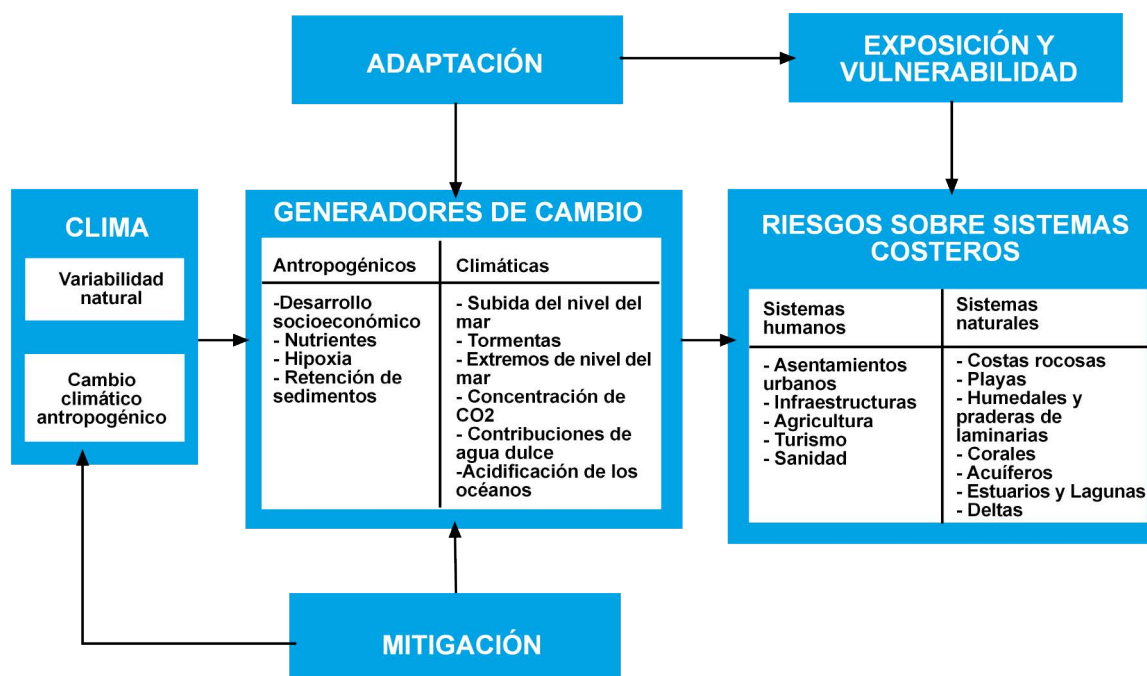 ADAPTACIÓN
EXPOSICIÓN Y
VULNERABILIDAD
CLIMA
Variabilidad
natural
Cambio
climático
antropogénico
GENERADORES DE CAMBIO
Antropogénicos
-Desarrollo
socioeconómico
- Nutrientes
- Hipoxia
- Retención de
sedimentos
Climáticas
- Subida del nivel del
mar
- Tormentas
- Extremos de nivel del
mar
- Concentración de
CO2
- Contribuciones de
agua dulce
-Acidificación de los
océanos
RIESGOS SOBRE SISTEMAS
COSTEROS
Sistemas
humanos
- Asentamientos
urbanos
- Infraestructuras
- Agricultura
- Turismo
- Sanidad
Sistemas
naturales
- Costas rocosas
- Playas
- Humedales y
praderas de
laminarias
- Corales
- Acuíferos
- Estuarios y Lagunas
- Deltas
MITIGACIÓN